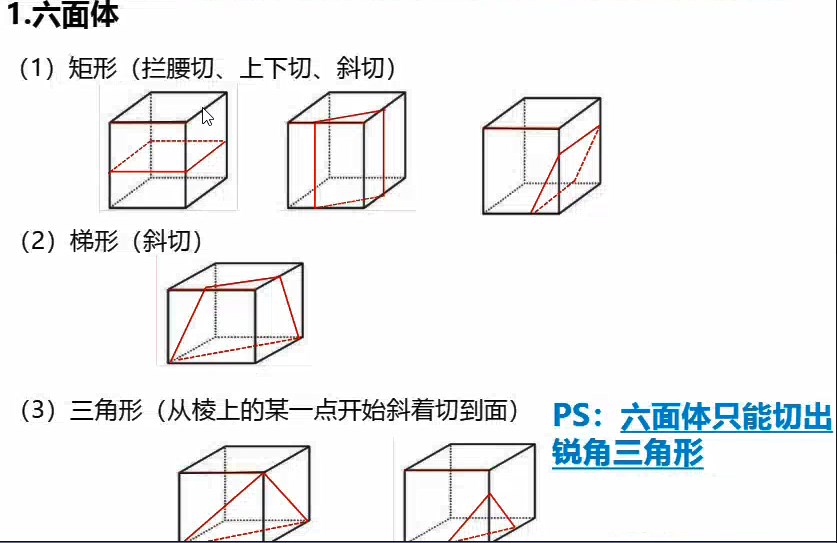 1.六面体
（1）矩形（拦腰切、上下切、斜切）
（2）梯形（斜切）
（3）三角形（从棱上的某一点开始斜着切到面）
PS：六面体只能切出
锐角三角形